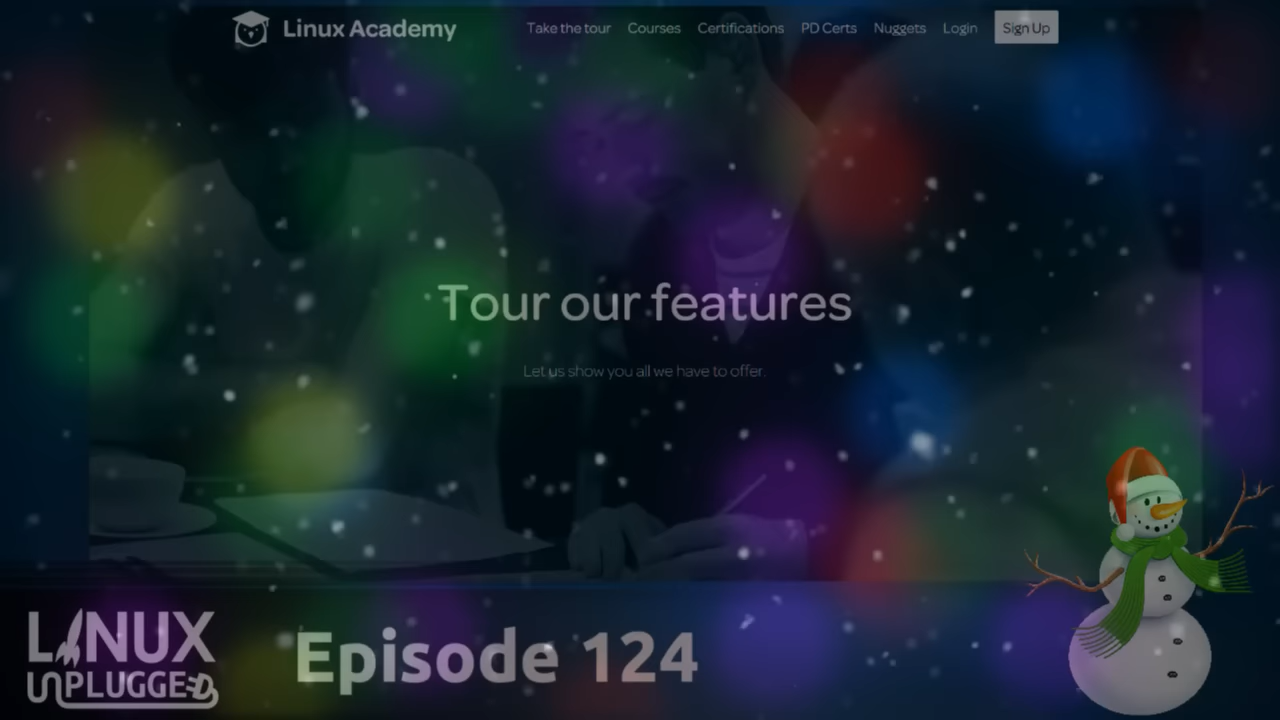 Linux Academy
Take the tour Courses Certifications PD Certs Nuggets Login Sign Up
Tour our features
Let us show you all we have to offer.
LINUX
UNPLUGGED
Episode 124